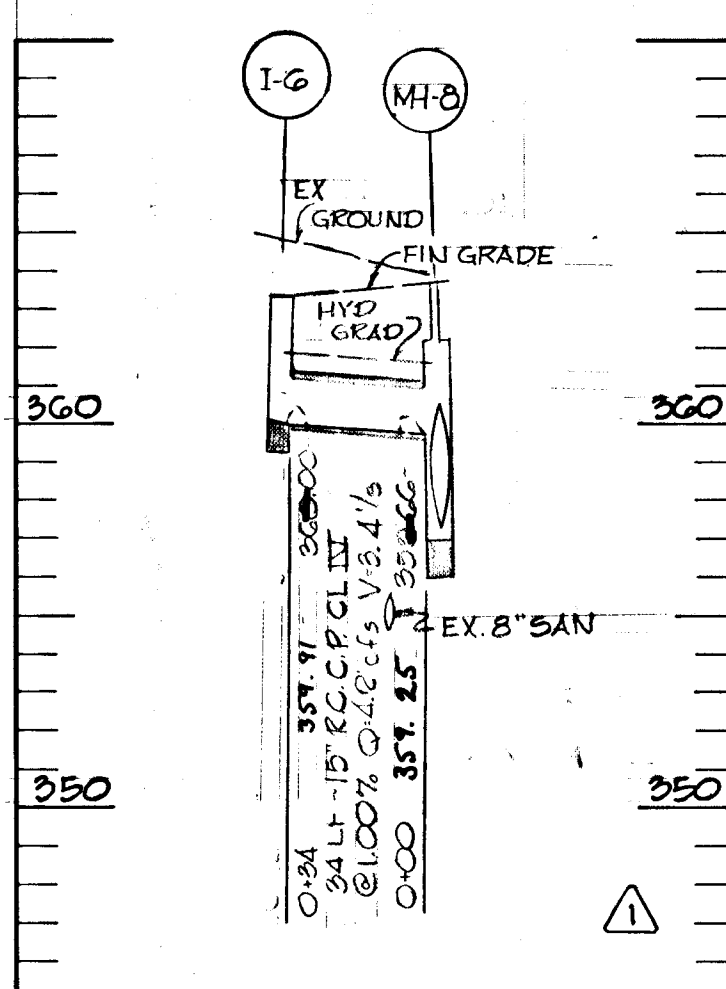 I-6
MH-8
EX
GROUND
FIN GRADE
HYD
GRAD
360
360
EX. 8" SAN
350
350
0+34 359.91
34 LF ~ 15" R.C.C.P. CL IV
@ 1.00% Q=4.2 cfs V=3.4 '/s
0+00 359.25
1